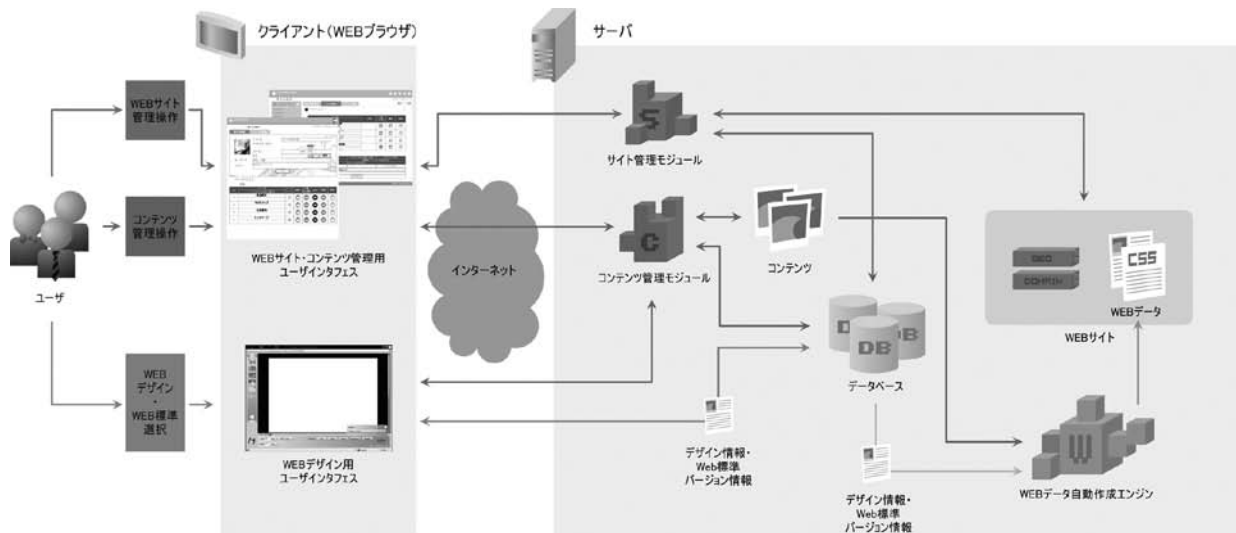 クライアント(WEBブラウザ)
サーバ
WEBサイト
管理操作
コンテンツ
管理操作
ユーザ
WEB
デザイン
・
WEB標準
選択
WEBサイト・コンテンツ管理用
ユーザインタフェス
WEBデザイン用
ユーザインタフェス
インターネット
S
サイト管理モジュール
C
コンテンツ管理モジュール
コンテンツ
DB
DB
DB
データベース
デザイン情報・
Web標準
バージョン情報
デザイン情報・
Web標準
バージョン情報
SEO
DOMAIN
CSS
WEBデータ
WEBサイト
W
WEBデータ自動作成エンジン